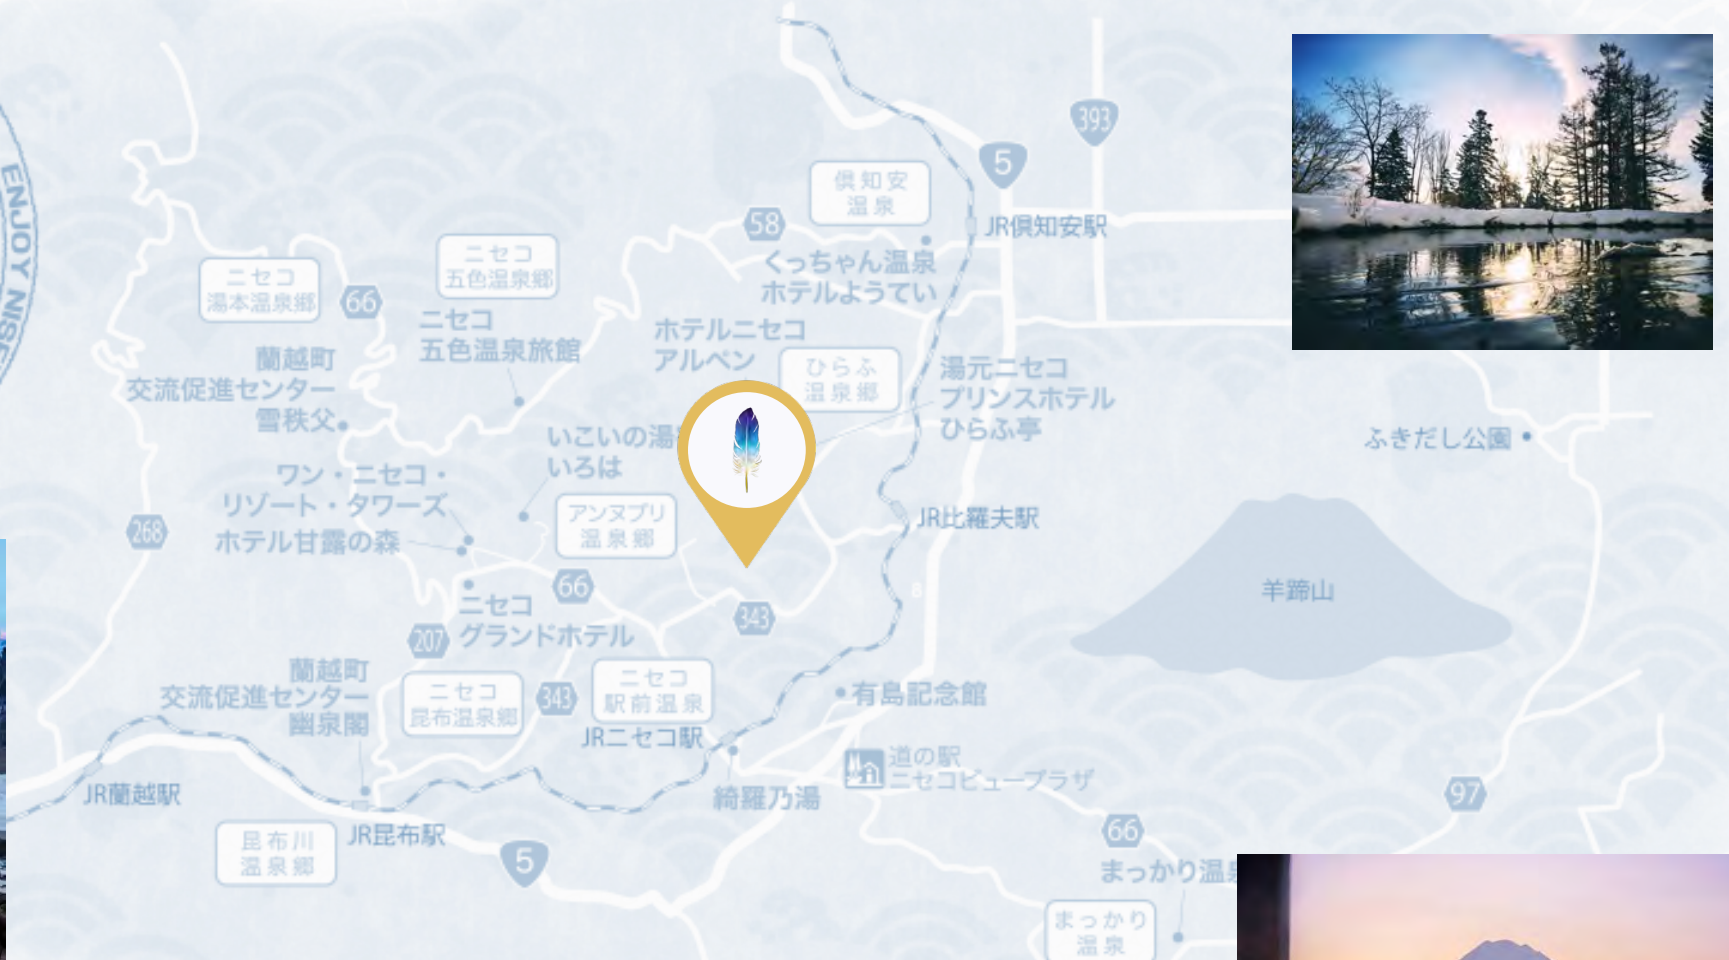 393
5
倶知安
温泉
58
JR倶知安駅
くっちゃん温泉
ホテルようてい
ENJOY NISE
ニセコ
五色温泉郷
ニセコ
湯本温泉郷
66
ニセコ
五色温泉旅館
ホテルニセコ
アルペン
ひらふ
温泉郷
湯元ニセコ
プリンスホテル
ひらふ亭
蘭越町
交流促進センター
雪秩父
いこいの湯
いろは
ふきだし公園
ワン・ニセコ・
リゾート・タワーズ
ホテル甘露の森
268
アンヌプリ
温泉郷
JR比羅夫駅
66
ニセコ
グランドホテル
343
羊蹄山
207
蘭越町
交流促進センター
幽泉閣
ニセコ
昆布温泉郷
343
ニセコ
駅前温泉
JRニセコ駅
有島記念館
道の駅
ニセコビュープラザ
綺羅乃湯
JR蘭越駅
97
昆布川
温泉郷
JR昆布駅
5
66
まっかり温
まっかり
温泉